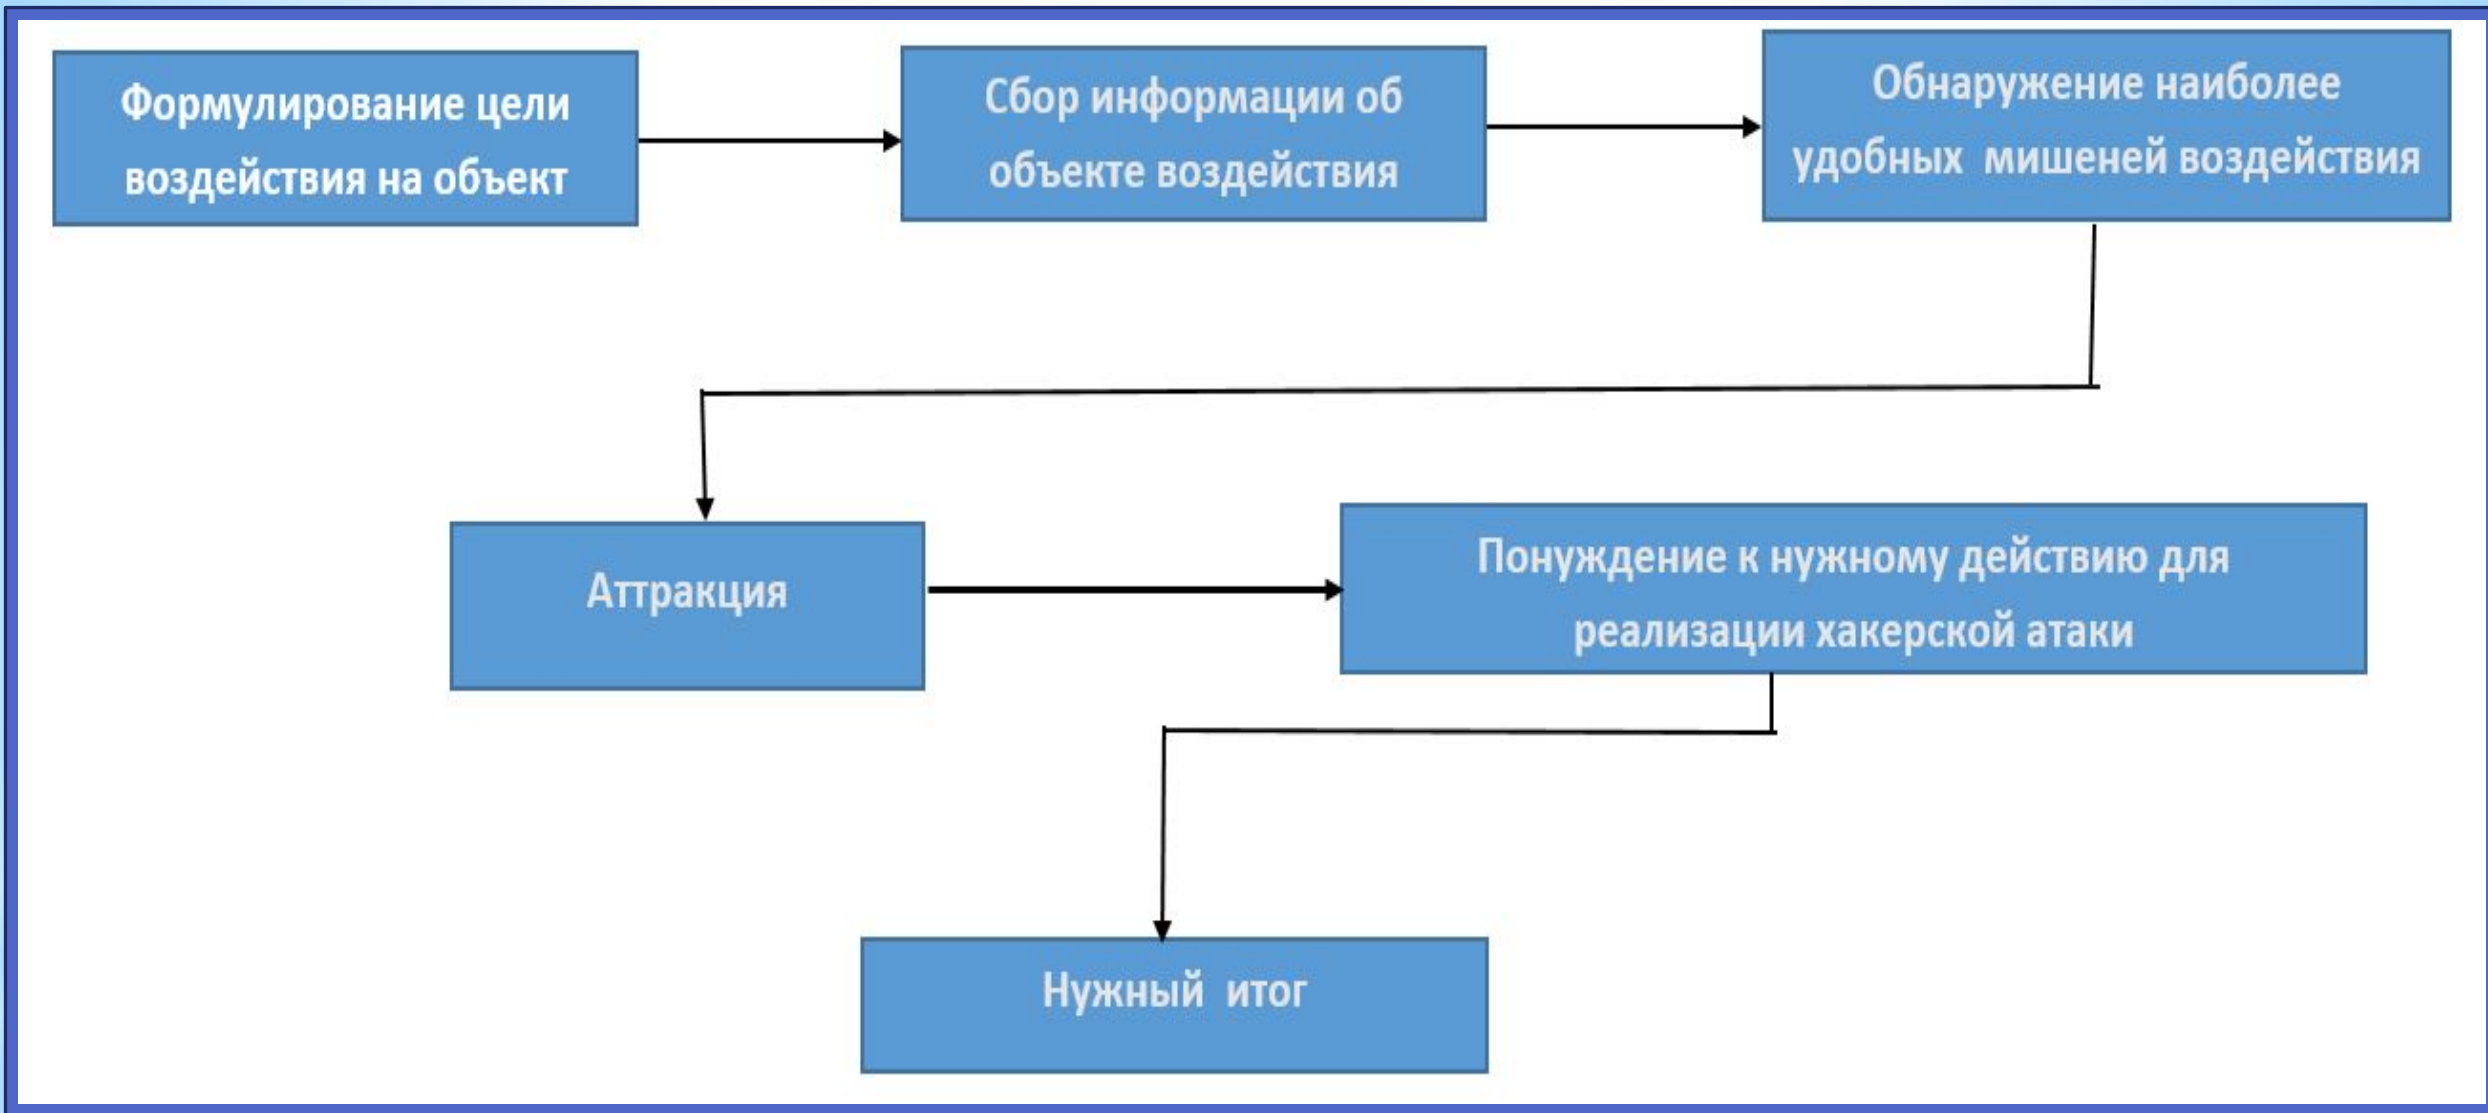 Формулирование цели
воздействия на объект
Сбор информации об
объекте воздействия
Обнаружение наиболее
удобных мишеней воздействия
Аттракция
Понуждение к нужному действию для
реализации хакерской атаки
Нужный итог